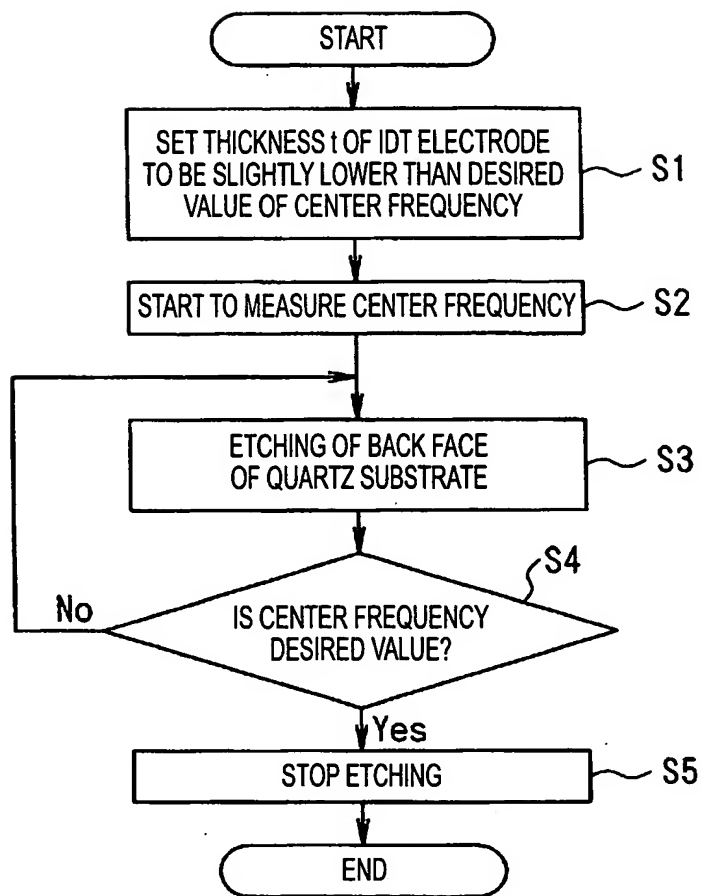 START
SET THICKNESS t OF IDT ELECTRODE
TO BE SLIGHTLY LOWER THAN DESIRED
VALUE OF CENTER FREQUENCY
S1
START TO MEASURE CENTER FREQUENCY
S2
ETCHING OF BACK FACE
OF QUARTZ SUBSTRATE
S3
S4
IS CENTER FREQUENCY
DESIRED VALUE?
No
Yes
STOP ETCHING
S5
END